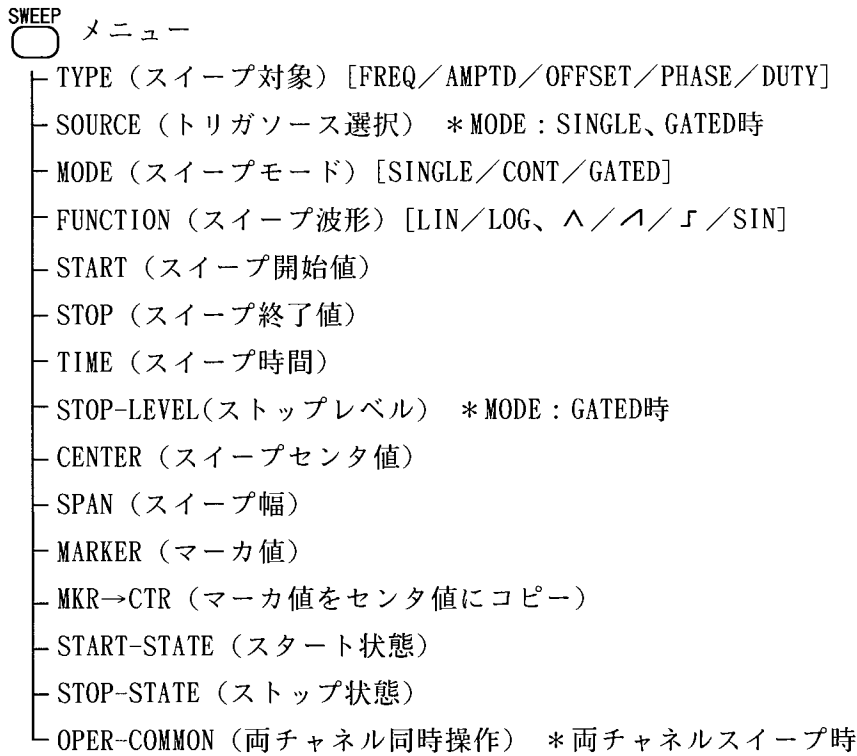 SWEEP
メニュー
TYPE（スイープ対象）[FREQ／AMPTD／OFFSET／PHASE／DUTY]
SOURCE（トリガソース選択） ＊MODE：SINGLE、GATED時
MODE（スイープモード）[SINGLE／CONT／GATED]
FUNCTION（スイープ波形）[LIN／LOG、／／／SIN]
START（スイープ開始値）
STOP（スイープ終了値）
TIME（スイープ時間）
STOP-LEVEL(ストップレベル） ＊MODE：GATED時
CENTER（スイープセンタ値）
SPAN（スイープ幅）
MARKER（マーカ値）
MKR→CTR（マーカ値をセンタ値にコピー）
START-STATE（スタート状態）
STOP-STATE（ストップ状態）
OPER-COMMON（両チャネル同時操作） ＊両チャネルスイープ時